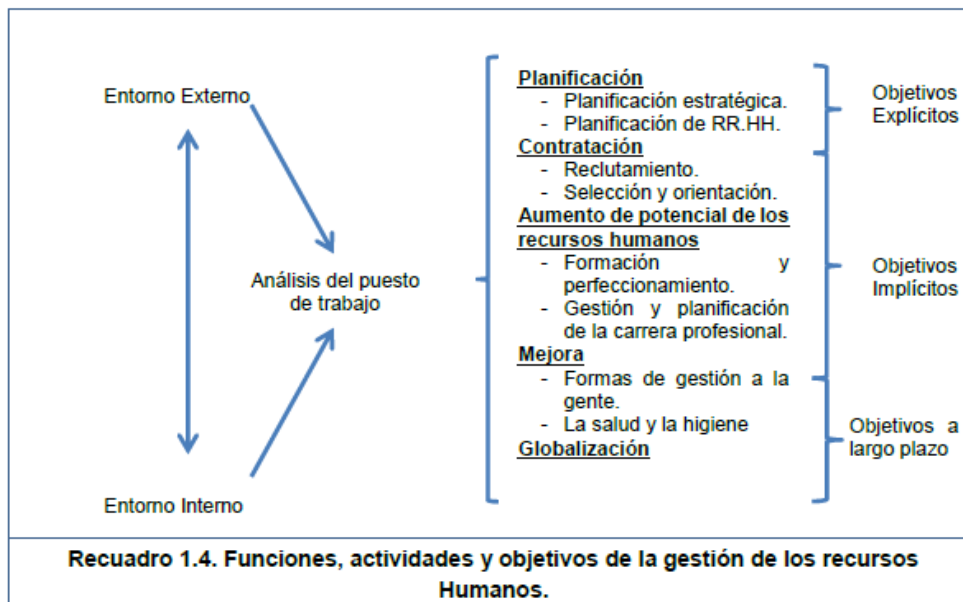 Entorno Externo
Análisis del puesto
de trabajo
Entorno Interno
Planificación
- Planificación estratégica.
- Planificación de RR.HH.
Contratación
- Reclutamiento.
- Selección y orientación.
Aumento de potencial de los
recursos humanos
- Formación y
perfeccionamiento.
- Gestión y planificación
de la carrera profesional.
Mejora
- Formas de gestión a la
gente.
- La salud y la higiene
Globalización
Objetivos
Explícitos
Objetivos
Implícitos
Objetivos a
largo plazo
Recuadro 1.4. Funciones, actividades y objetivos de la gestión de los recursos
Humanos.